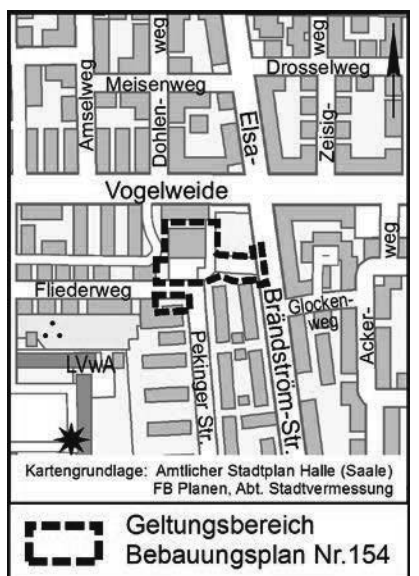 weg
weg
Drosselweg
Meisenweg
Amselweg
Dohlen-
Elsa-
Zeisig-
Vogelweide
weg
Fliederweg
Glocken-
weg
Brändström-Str.
Acker-
Pekinger Str.
LVwA
Kartengrundlage: Amtlicher Stadtplan Halle (Saale)
FB Planen, Abt. Stadtvermessung
Geltungsbereich
Bebauungsplan Nr.154